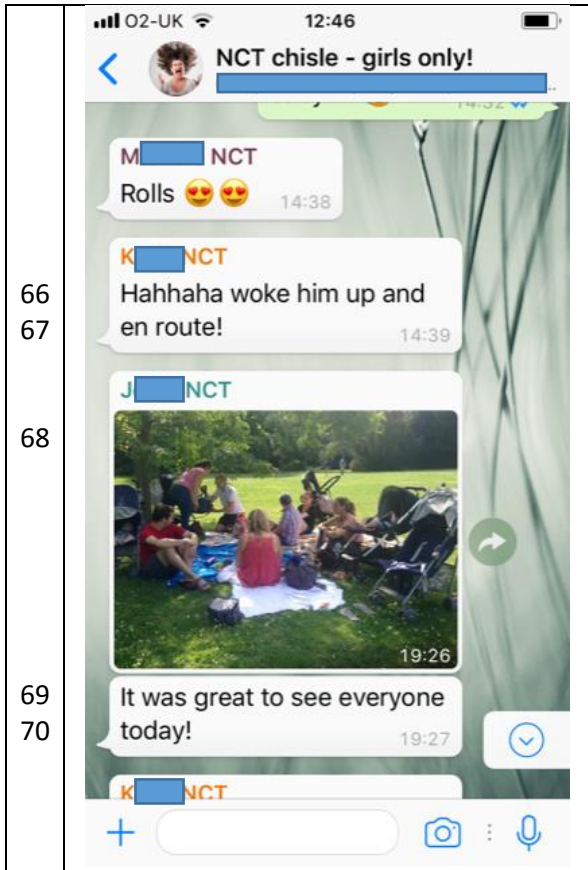 O2-UK 12:46
NCT chisle - girls only!
14:32
M NCT
Rolls 😍😍 14:38
K NCT
66 Hahhaha woke him up and
67 en route! 14:39
J NCT
68
19:26
69 It was great to see everyone
70 today! 19:27
K NCT